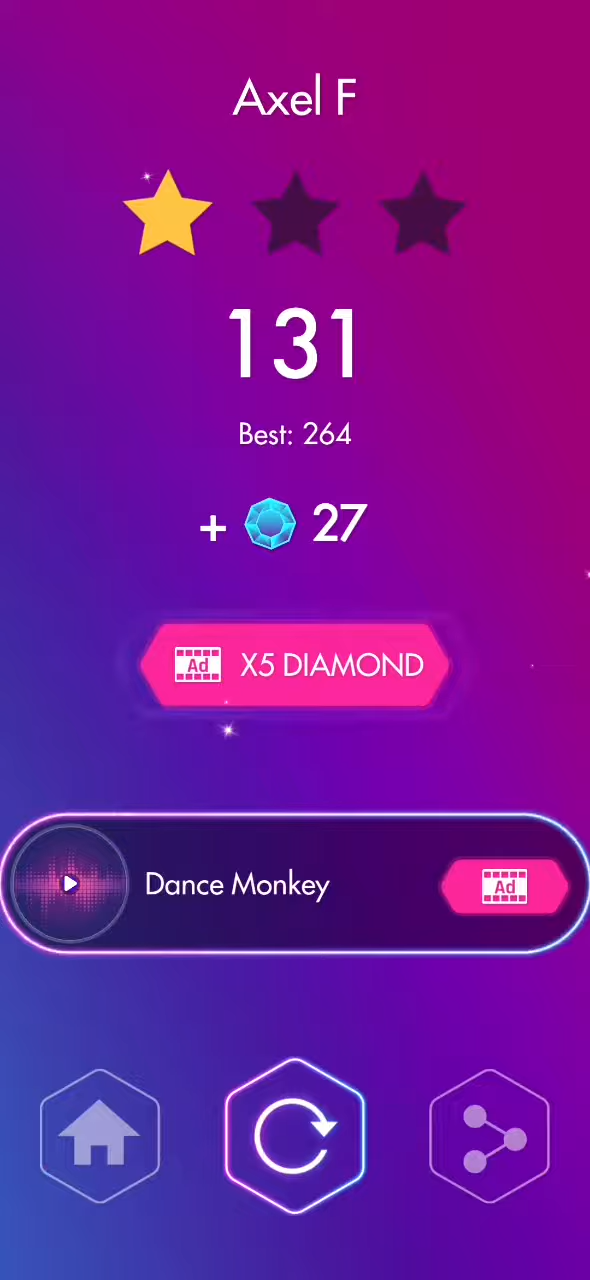 Axel F
131
Best: 264
+ 27
Ad X5 DIAMOND
Dance Monkey
Ad